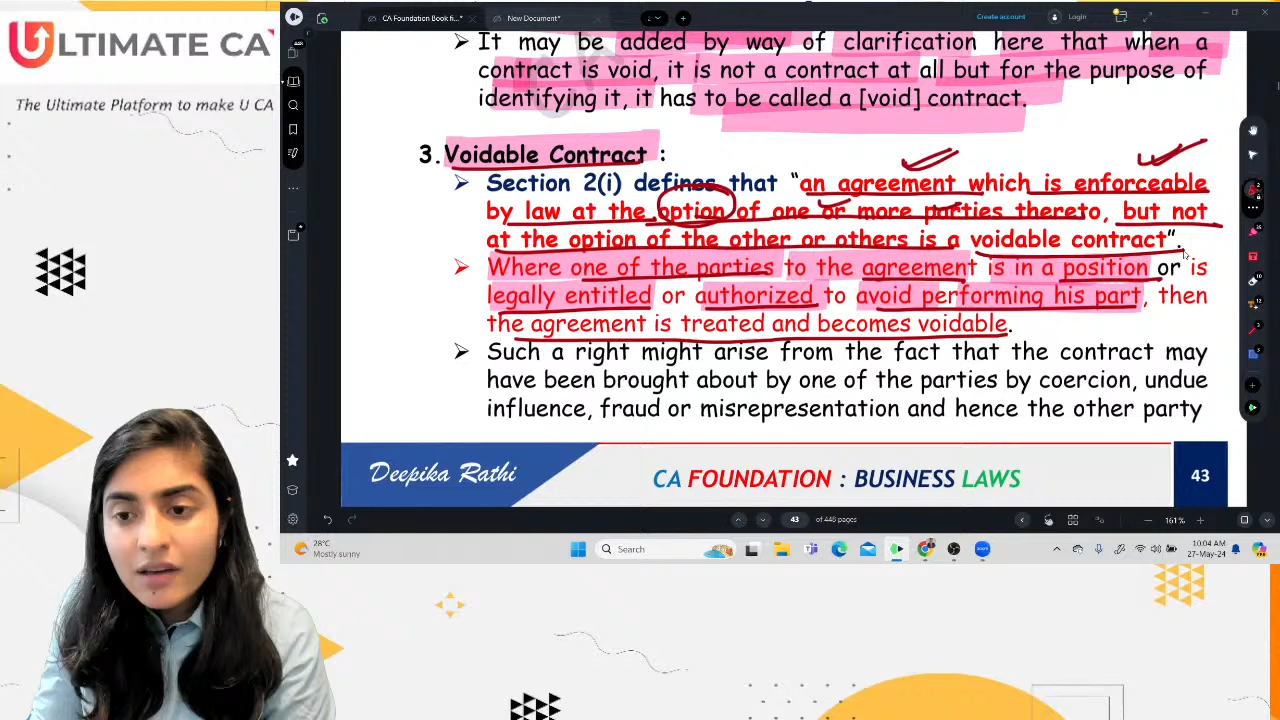 ULTIMATE CA
The Ultimate Platform to make U CA
CA Foundation Book fi...*
New Document*
2
Create account
Login
➢ It may be added by way of clarification here that when a
contract is void, it is not a contract at all but for the purpose of
identifying it, it has to be called a [void] contract.
3. Voidable Contract :
➢ Section 2(i) defines that “an agreement which is enforceable
by law at the option of one or more parties thereto, but not
at the option of the other or others is a voidable contract”.
➢ Where one of the parties to the agreement is in a position or is
legally entitled or authorized to avoid performing his part, then
the agreement is treated and becomes voidable.
➢ Such a right might arise from the fact that the contract may
have been brought about by one of the parties by coercion, undue
influence, fraud or misrepresentation and hence the other party
Deepika Rathi
CA FOUNDATION : BUSINESS LAWS
43
43 of 448 pages
161%
28°C
Mostly sunny
Search
10:04 AM
27-May-24